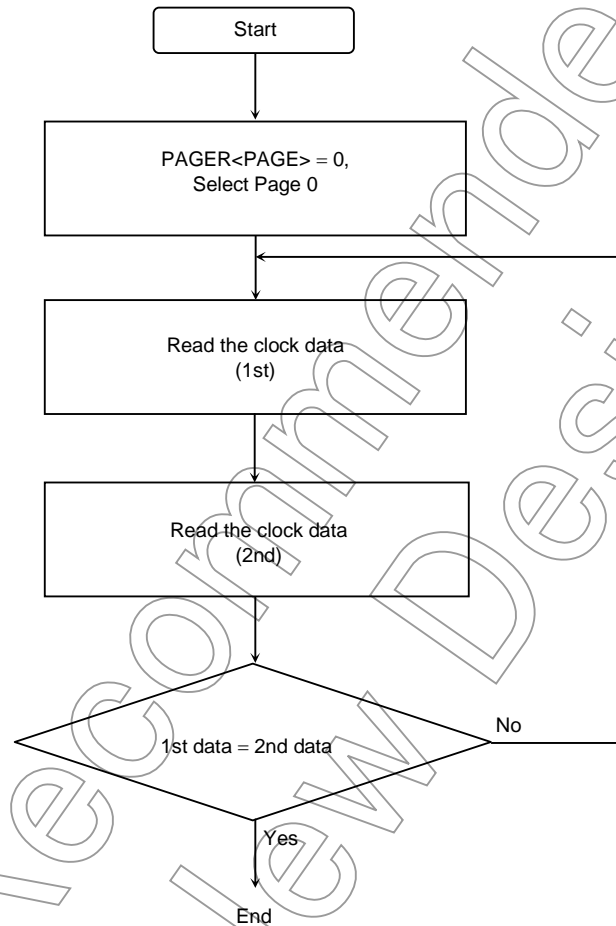 Start
PAGER<PAGE> = 0,
Select Page 0
Read the clock data
(1st)
Read the clock data
(2nd)
1st data = 2nd data
No
Yes
End